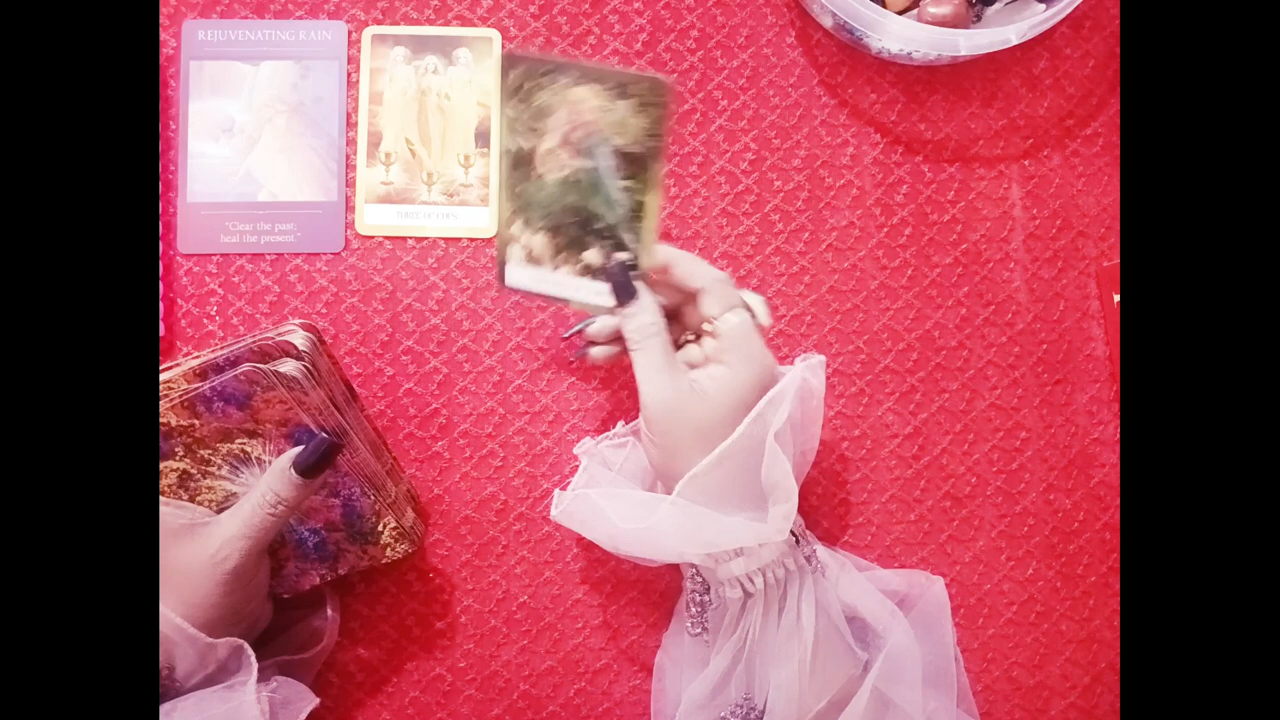 REJUVENATING RAIN
"Clear the past;
heal the present."
THREE OF CUPS